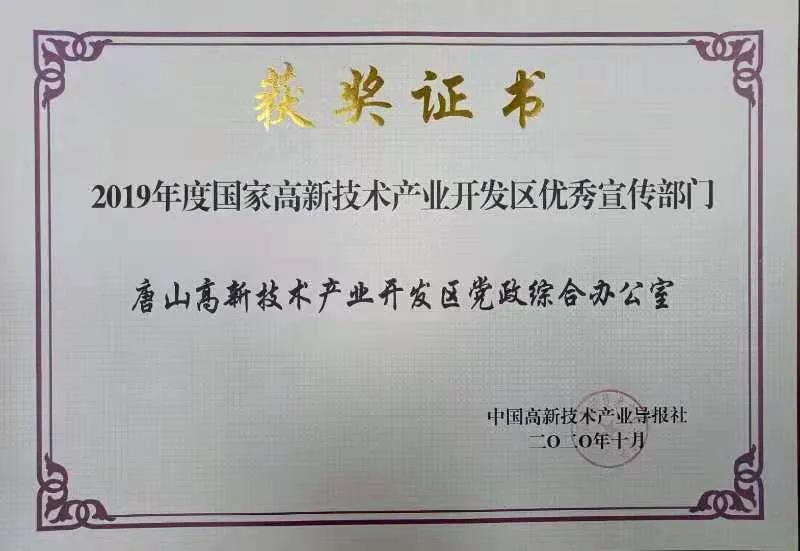 获奖证书
2019年度国家高新技术产业开发区优秀宣传部门
唐山高新技术产业开发区党政综合办公室
中国高新技术产业导报社
二〇二〇年十月